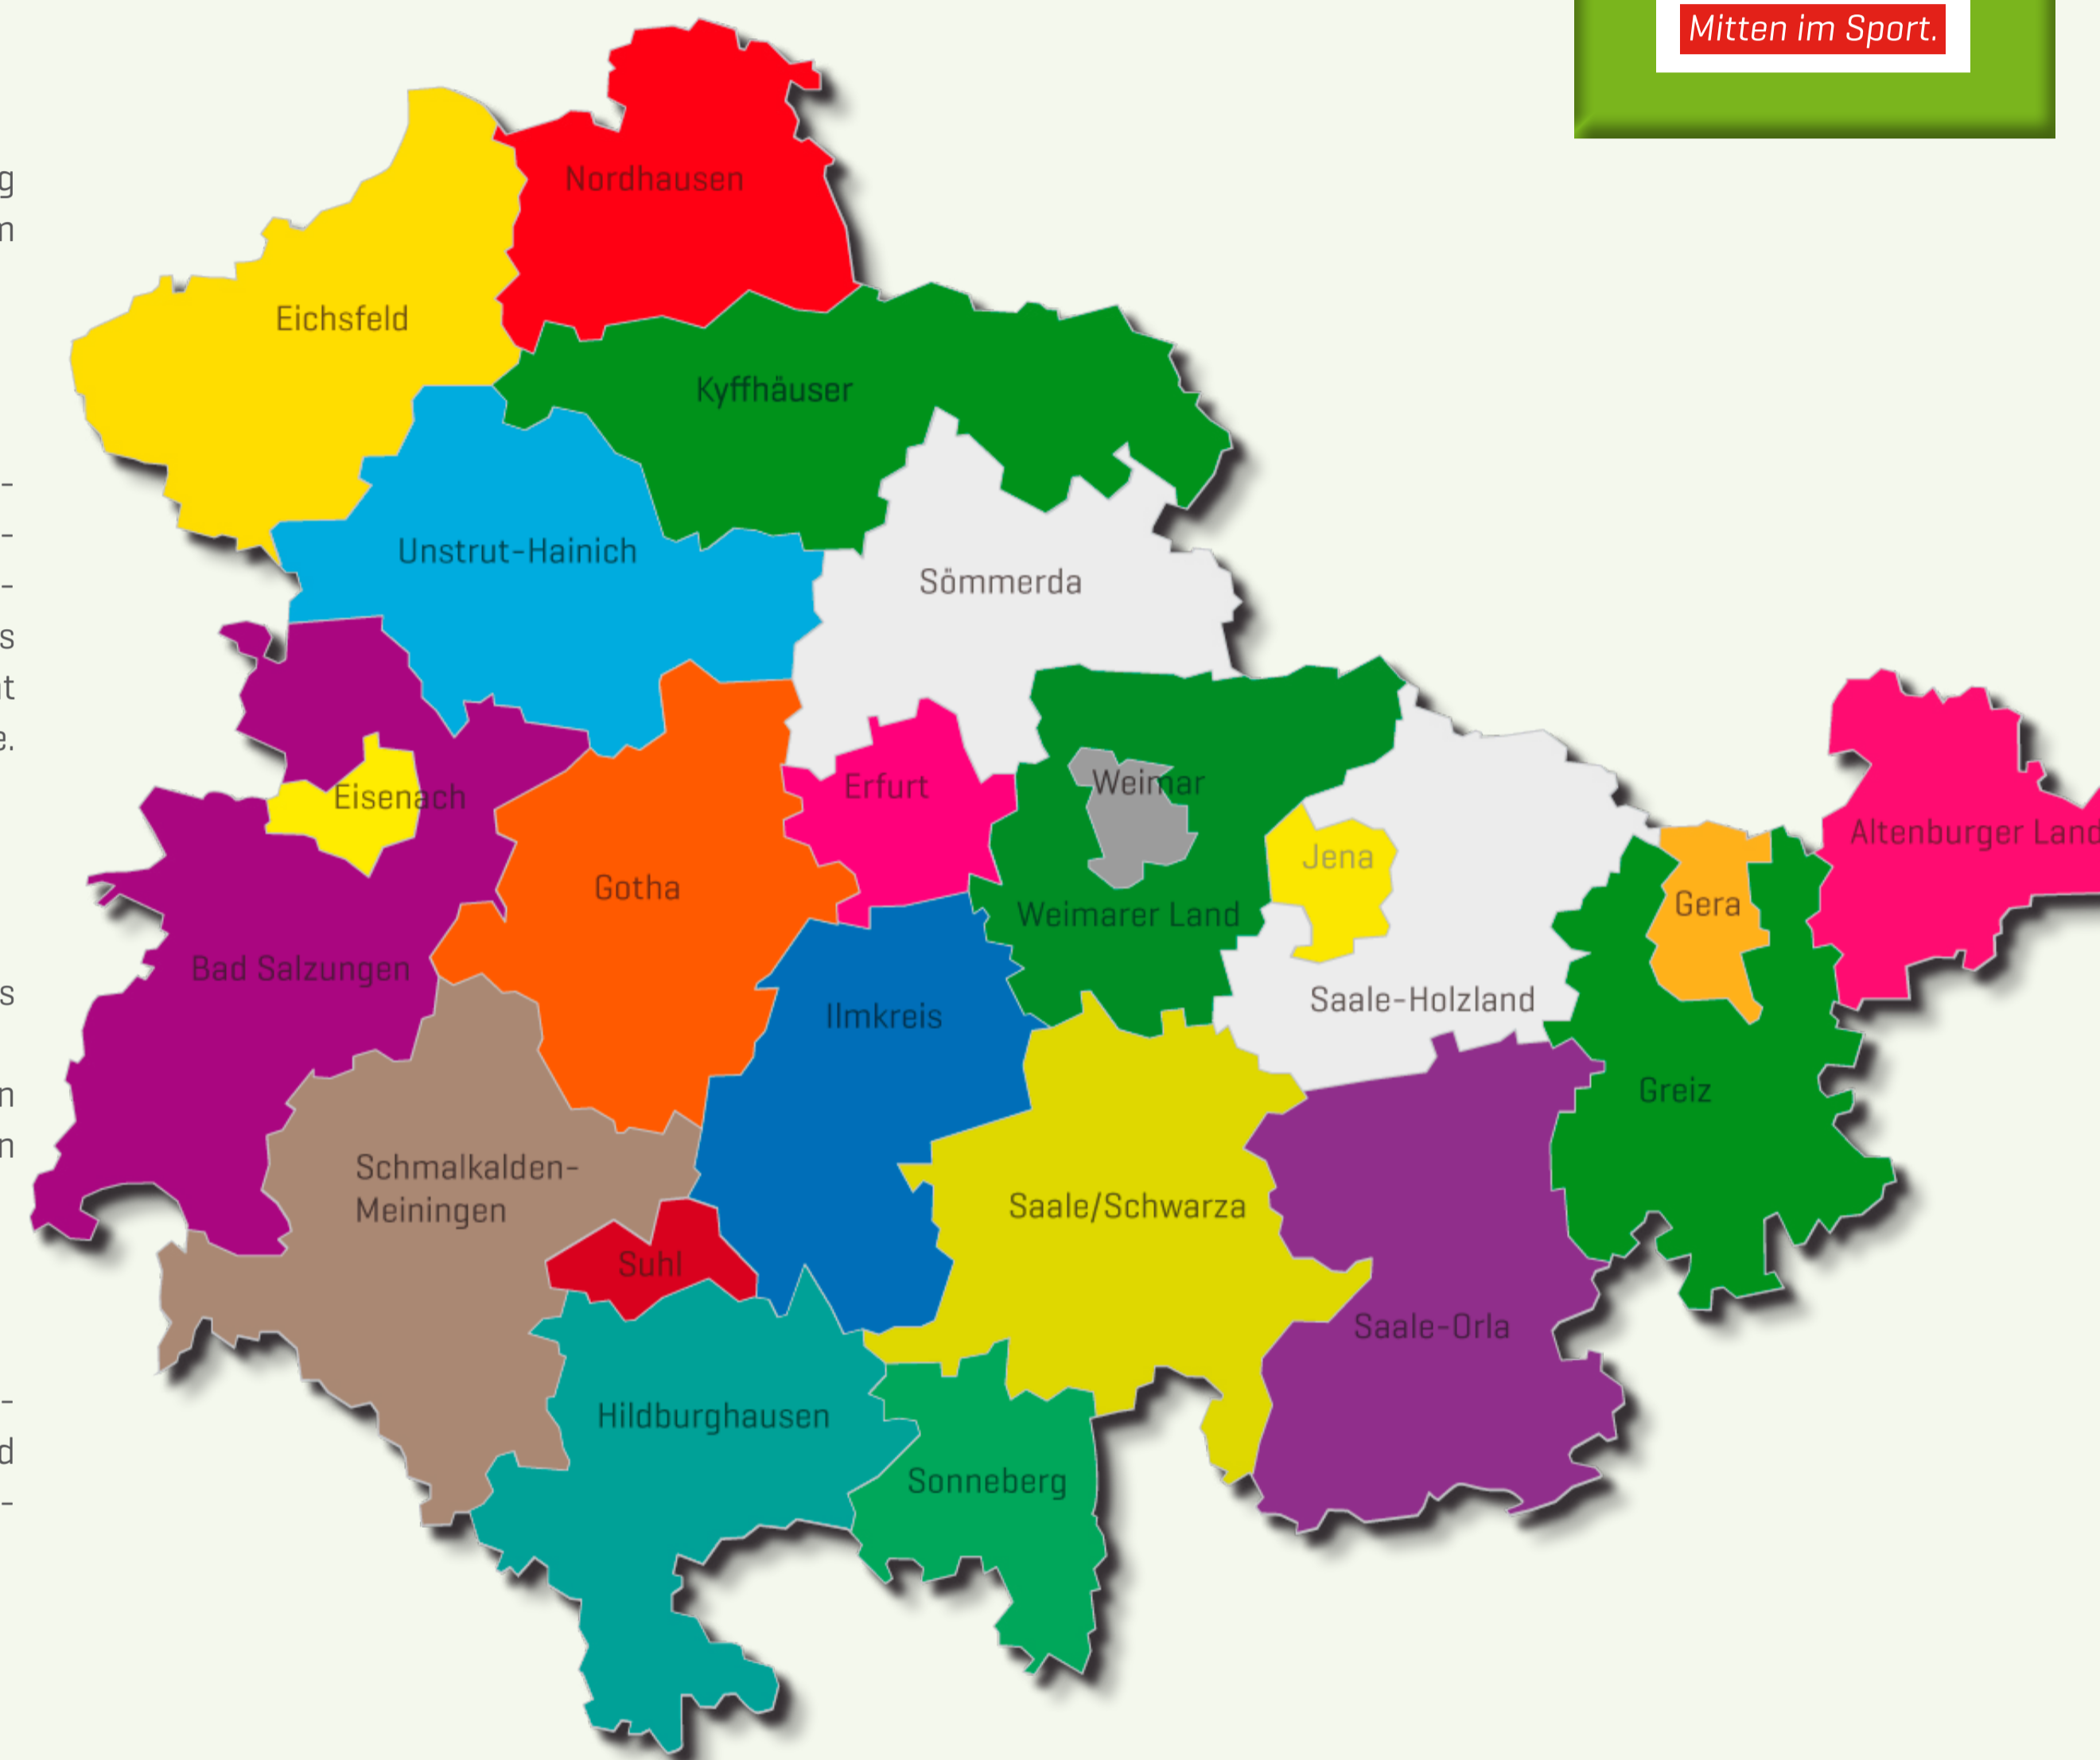 Mitten im Sport.
Nordhausen
Eichsfeld
Kyffhäuser
Unstrut-Hainich
Sömmerda
Eisenach
Erfurt
Weimar
Altenburger Land
Jena
Gotha
Gera
Weimarer Land
Bad Salzungen
Saale-Holzland
Ilmkreis
Greiz
Schmalkalden-
Meiningen
Saale/Schwarza
Suhl
Saale-Orla
Hildburghausen
Sonneberg